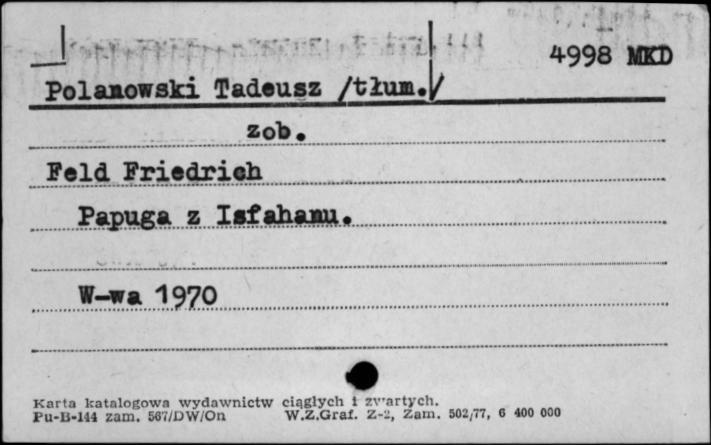 4998 MKD
Polanowski Tadeusz /tłum./
zob.
Feld Friedrich
Papuga z Isfahanu.
W-wa 1970
Karta katalogowa wydawnictw ciągłych i zwartych.
Pu-B-144 zam. 567/DW/On W.Z.Graf. Z-2, Zam. 502/77, 6 400 000